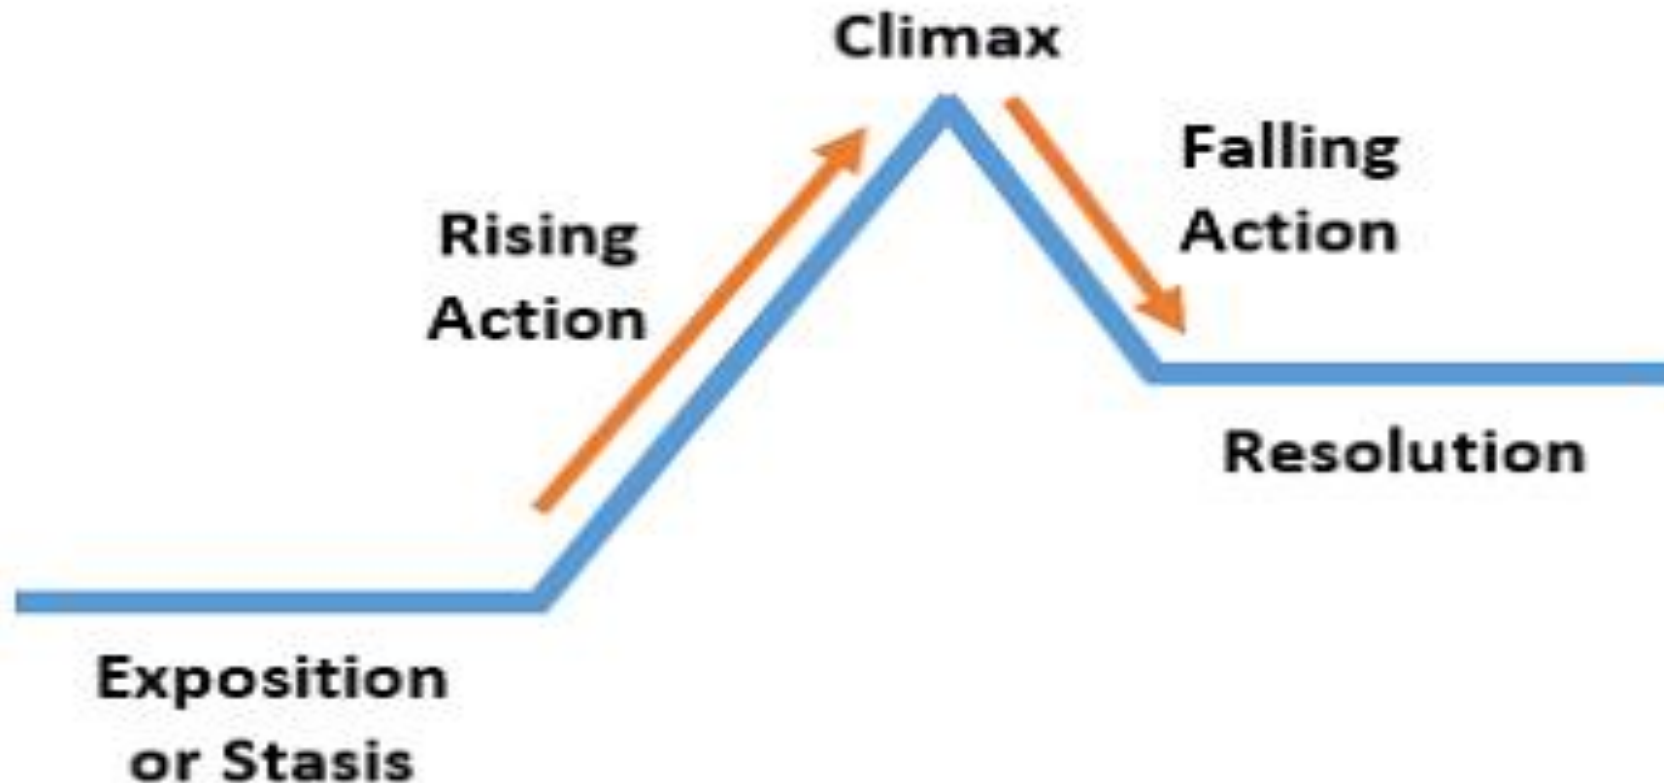 Climax
Falling
Action
Rising
Action
Resolution
Exposition
or Stasis